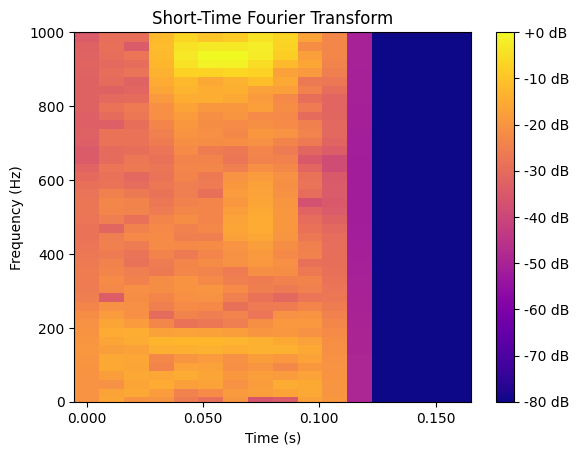 Short-Time Fourier Transform
Frequency (Hz)
1000
800
600
400
200
0
0.000
0.050
0.100
0.150
Time (s)
+0 dB
-10 dB
-20 dB
-30 dB
-40 dB
-50 dB
-60 dB
-70 dB
-80 dB